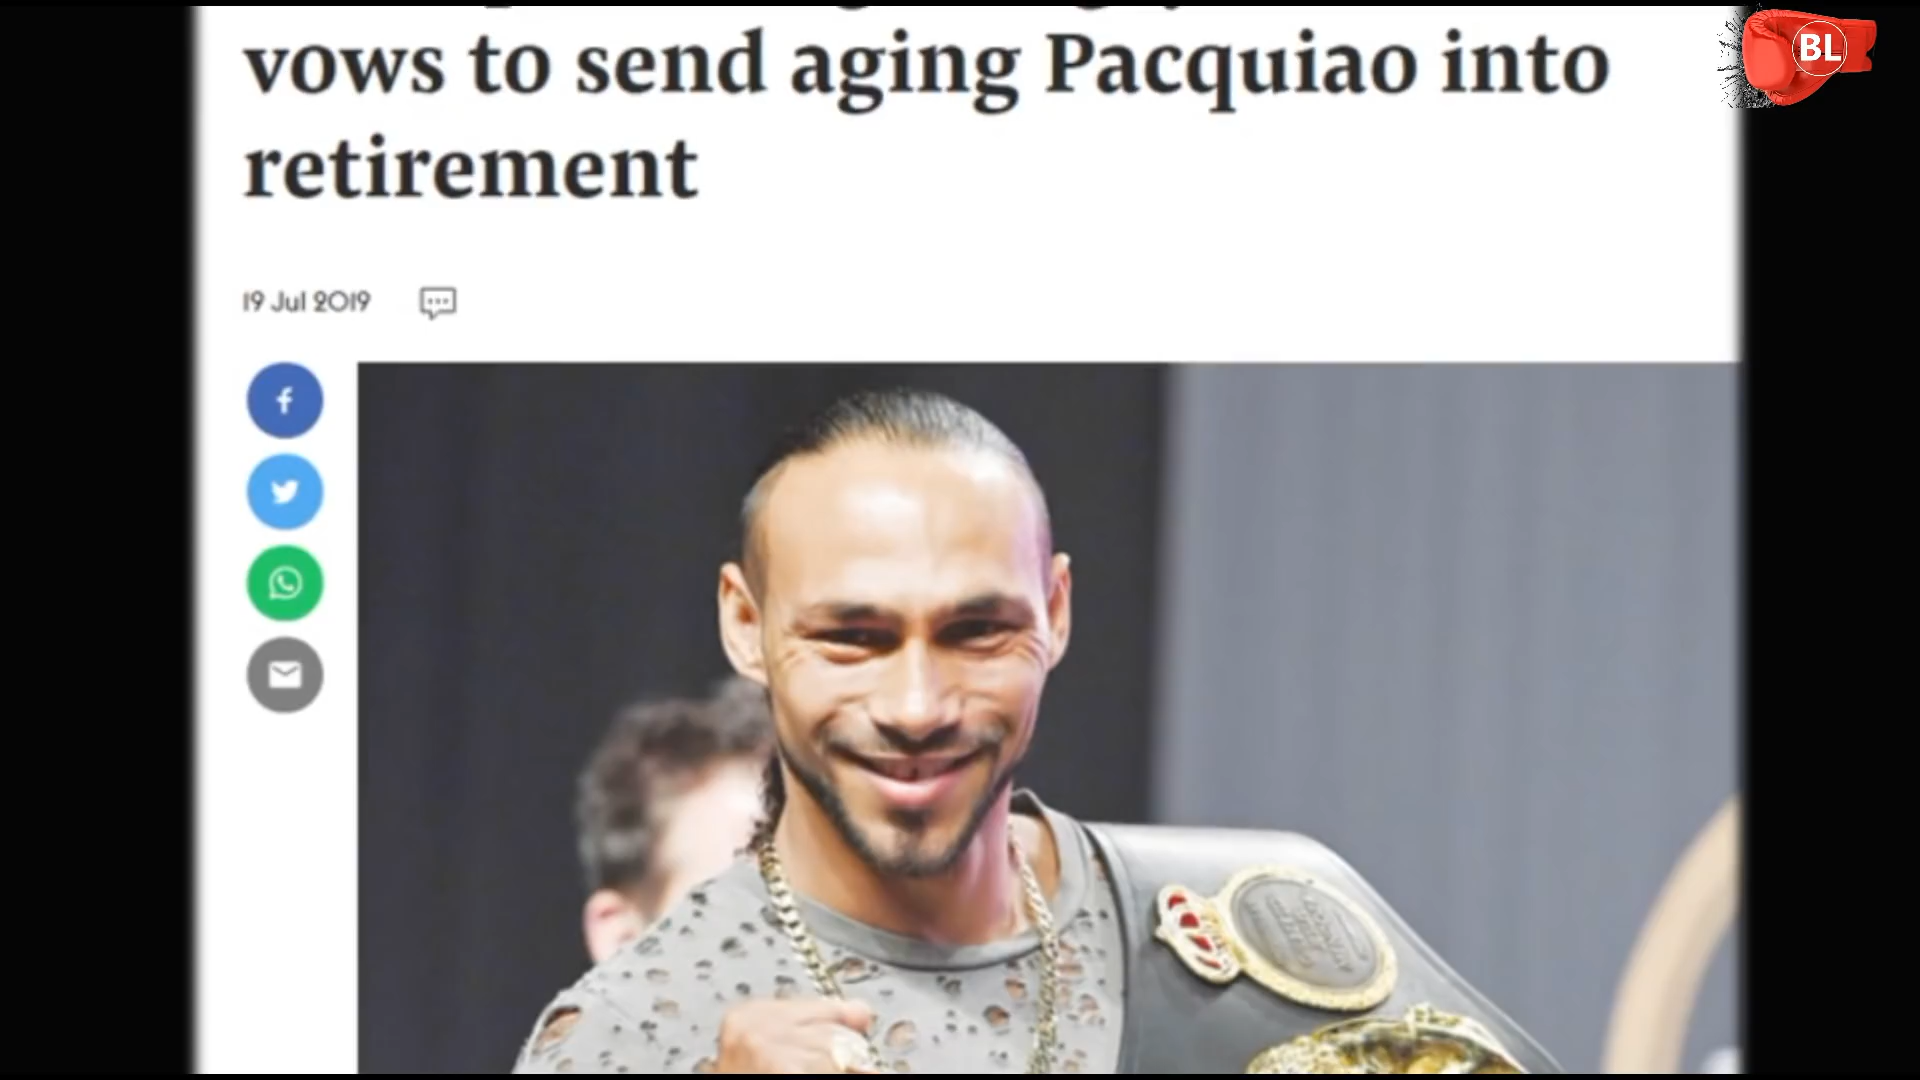 BL
vows to send aging Pacquiao into
retirement
19 Jul 2019